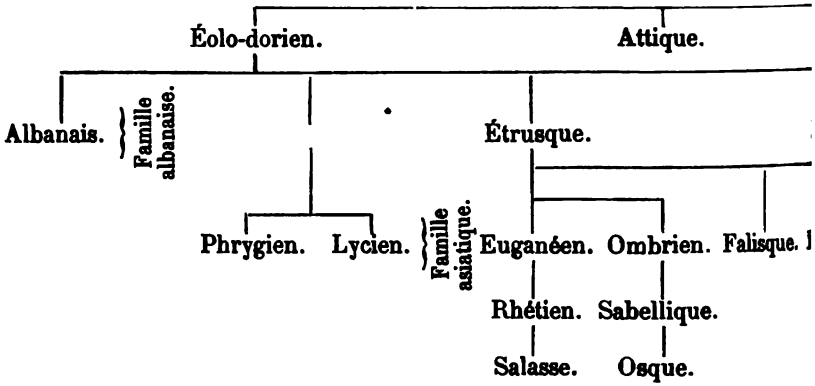 Éolo-dorien. Attique.
Albanais. Famille albanaise. Étrusque.
Phrygien. Lycien. Famille asiatique. Euganéen. Ombrien. Falisque.
Rhétien. Sabellique.
Salasse. Osque.